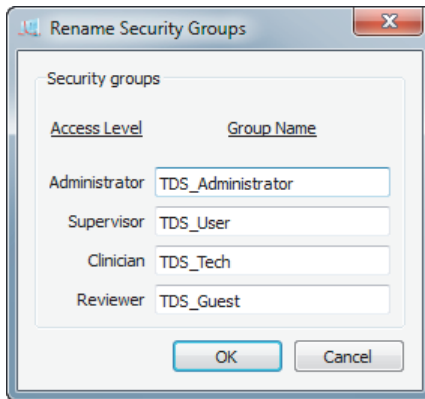 Rename Security Groups
Security groups
Access Level Group Name
Administrator TDS_Administrator
Supervisor TDS_User
Clinician TDS_Tech
Reviewer TDS_Guest
OK Cancel